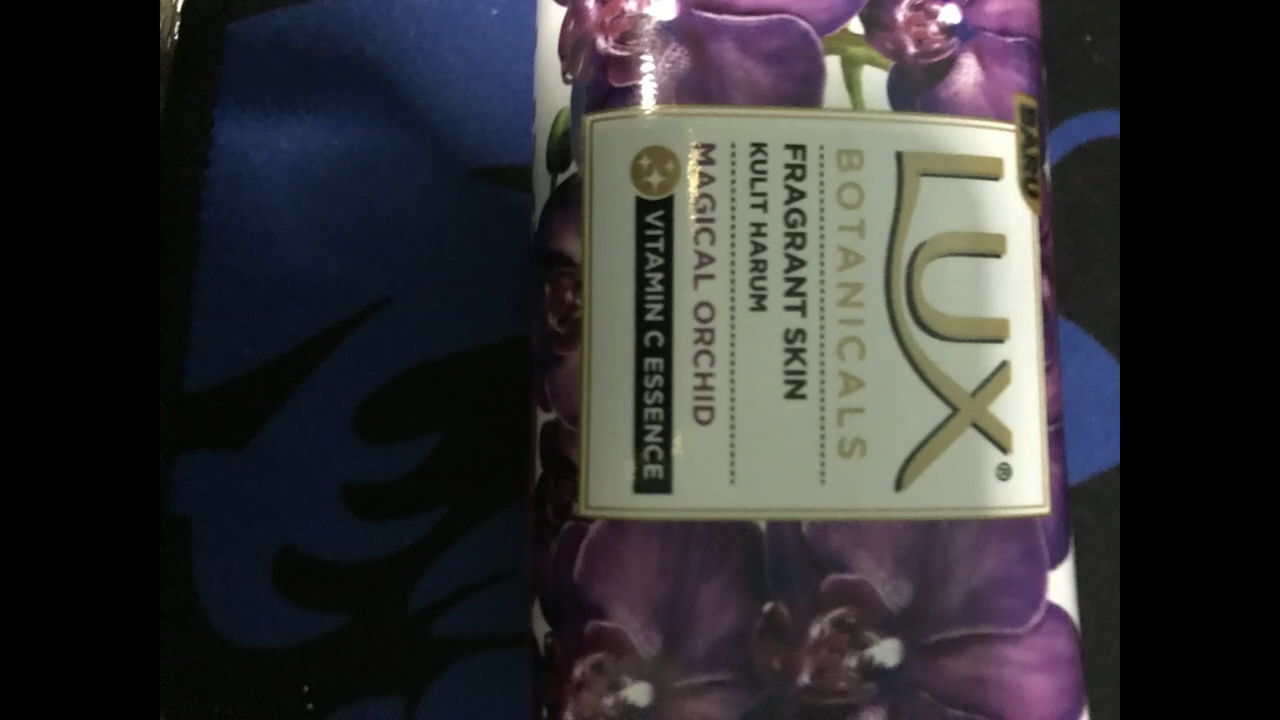 BARU
LUX®
BOTANICALS
FRAGRANT SKIN
KULIT HARUM
MAGICAL ORCHID
VITAMIN C ESSENCE